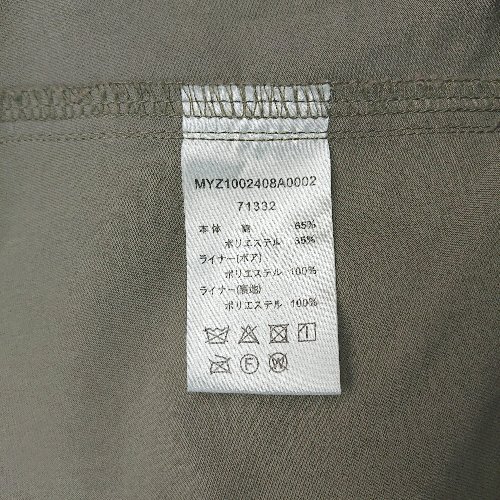 MYZ1002408A0002
71332
本体 綿 65%
ポリエステル 35%
ライナー(ボア)
ポリエステル 100%
ライナー(裏地)
ポリエステル 100%
F W